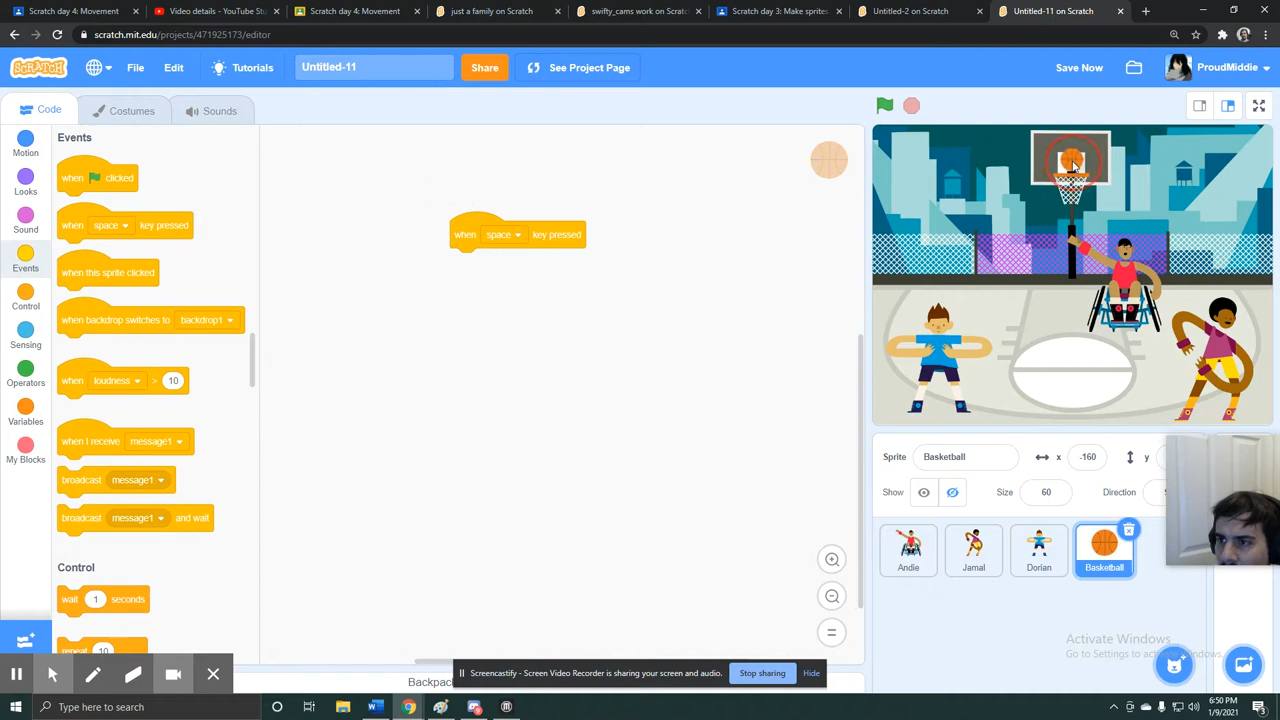 Scratch day 4: Movement
Video details - YouTube Stu
Scratch day 4: Movement
just a family on Scratch
swifty_cams work on Scratch
Scratch day 3: Make sprites
Untitled-2 on Scratch
Untitled-11 on Scratch
scratch.mit.edu/projects/471925173/editor
SCRATCH
File
Edit
Tutorials
Untitled-11
Share
See Project Page
Save Now
ProudMiddie
Code
Costumes
Sounds
Motion
Looks
Sound
Events
Control
Sensing
Operators
Variables
My Blocks
Events
when clicked
when space key pressed
when this sprite clicked
when backdrop switches to backdrop1
when loudness > 10
when I receive message1
broadcast message1
broadcast message1 and wait
Control
wait 1 seconds
repeat 10
when space key pressed
Sprite Basketball x -160 y
Show Size 60 Direction
Andie
Jamal
Dorian
Basketball
Activate Windows
Go to Settings to activate Windows.
Backpack
Screencastify - Screen Video Recorder is sharing your screen and audio.
Stop sharing
Hide
Type here to search
6:50 PM
1/9/2021
3